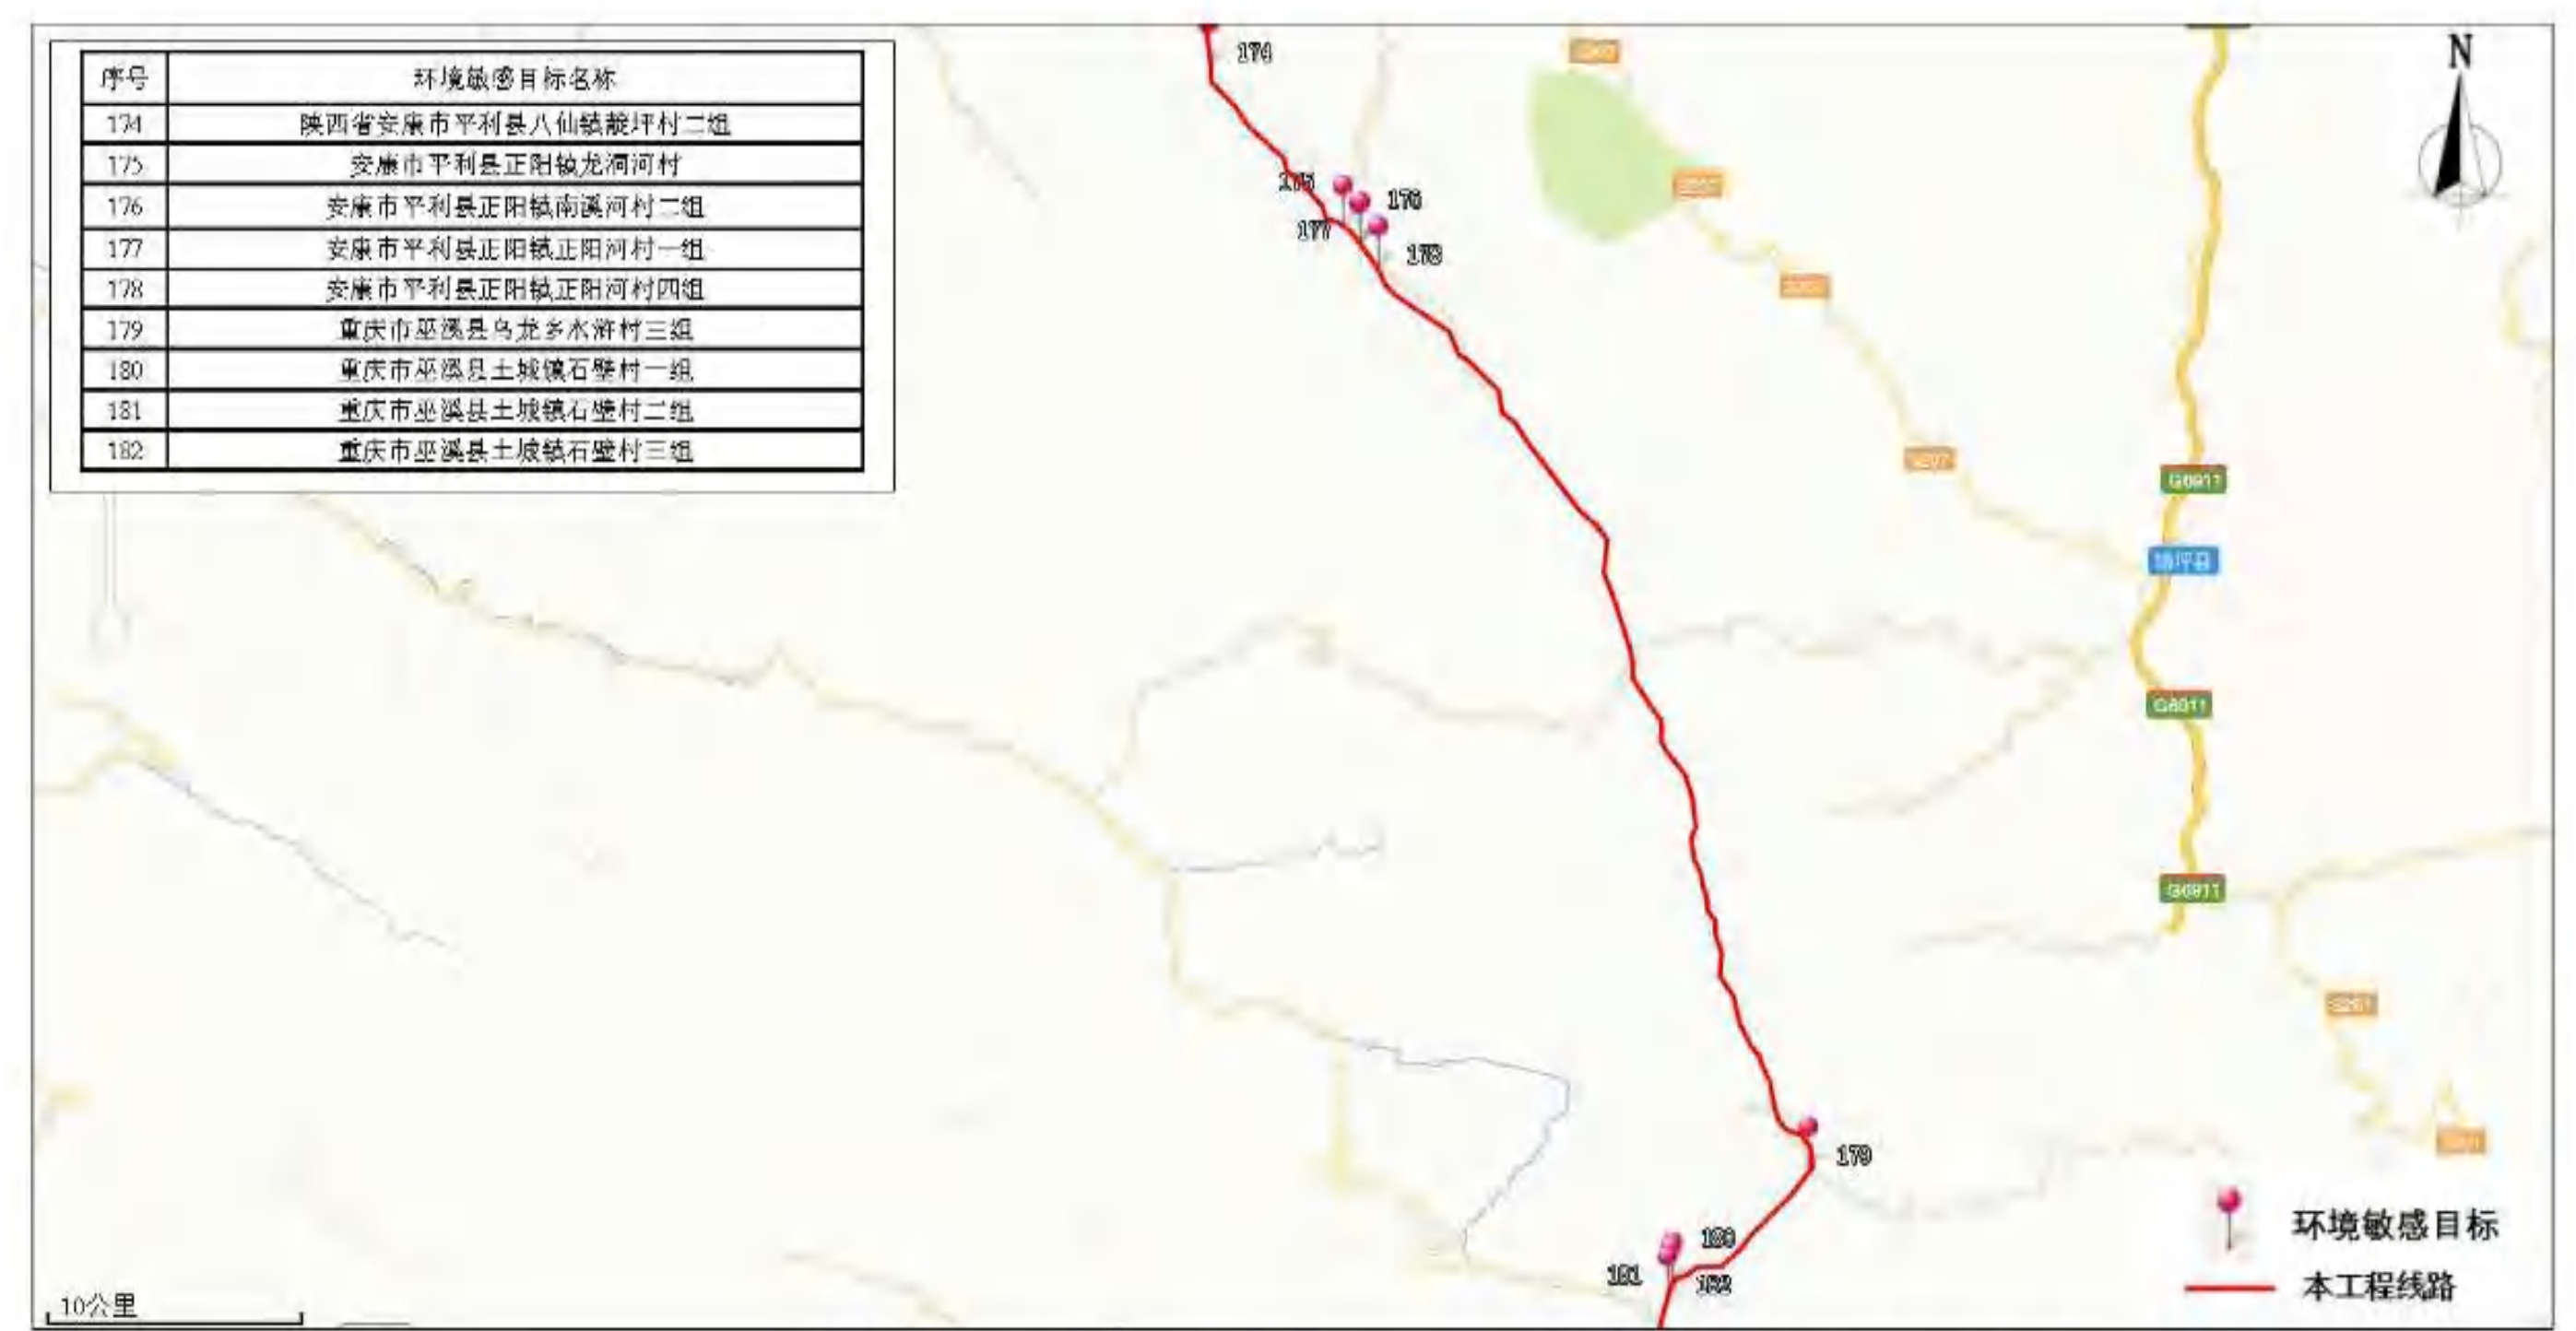 序号 环境敏感目标名称
174 陕西省安康市平利县八仙镇靛坪村二组
175 安康市平利县正阳镇龙洞河村
176 安康市平利县正阳镇南溪河村二组
177 安康市平利县正阳镇正阳河村一组
178 安康市平利县正阳镇正阳河村四组
179 重庆市巫溪县乌龙乡水浒村三组
180 重庆市巫溪县土城镇石壁村一组
181 重庆市巫溪县土城镇石壁村二组
182 重庆市巫溪县土城镇石壁村三组
174
N
175
176
177
178
S207
G6911
镇坪县
G6911
G6911
179
180
181
182
环境敏感目标
本工程线路
10公里